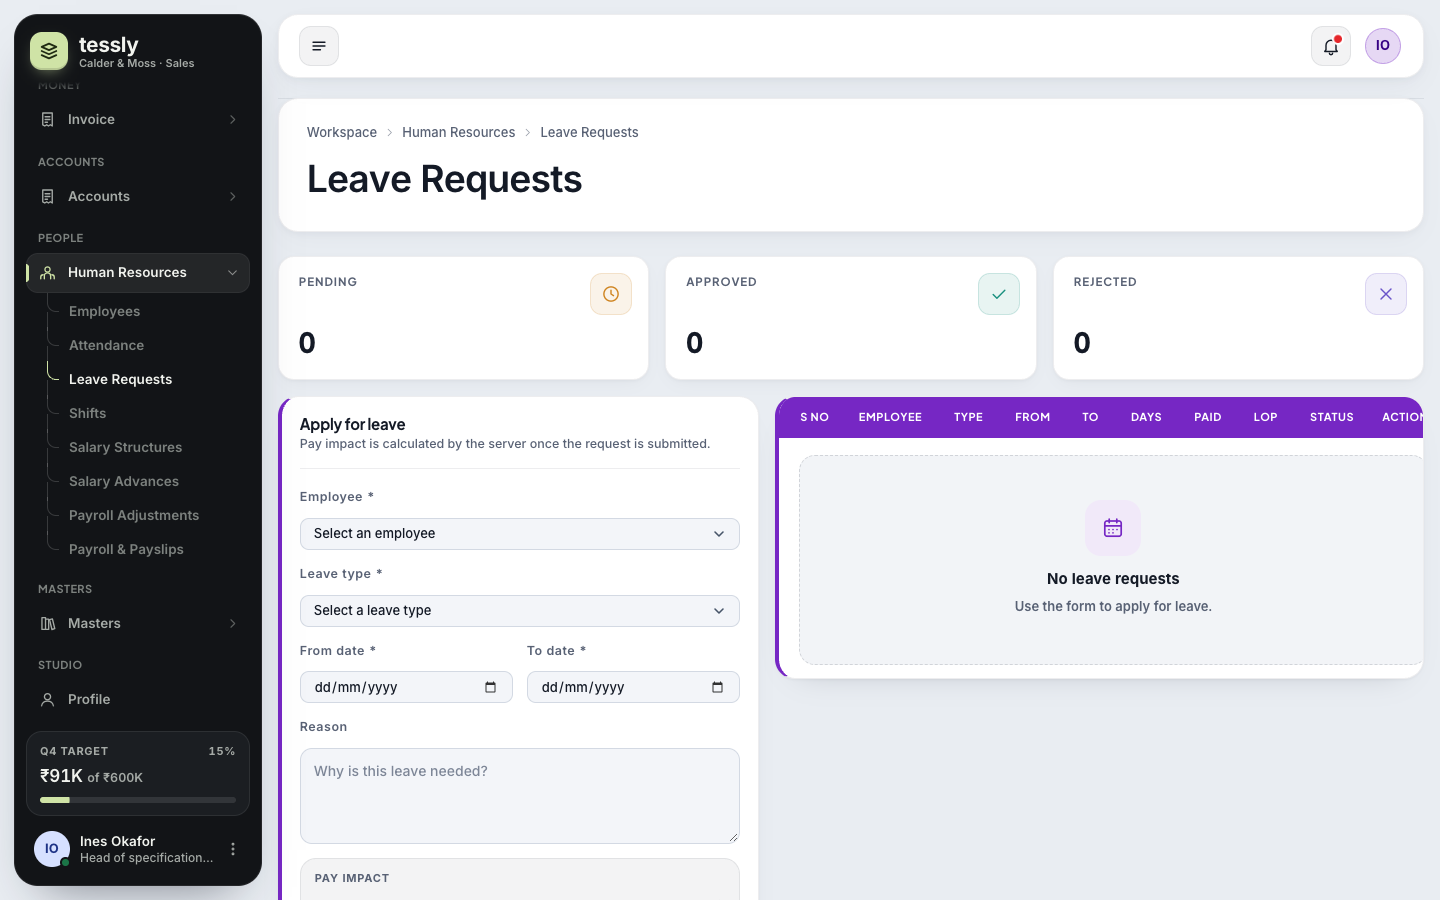 tessly
Calder & Moss · Sales
MONEY
Invoice
ACCOUNTS
Accounts
PEOPLE
Human Resources
Employees
Attendance
Leave Requests
Shifts
Salary Structures
Salary Advances
Payroll Adjustments
Payroll & Payslips
MASTERS
Masters
STUDIO
Profile
Q4 TARGET 15%
₹91K of ₹600K
IO
Ines Okafor
Head of specification...
IO
Workspace > Human Resources > Leave Requests
Leave Requests
PENDING
0
APPROVED
0
REJECTED
0
Apply for leave
Pay impact is calculated by the server once the request is submitted.
Employee *
Select an employee
Leave type *
Select a leave type
From date * To date *
dd/mm/yyyy dd/mm/yyyy
Reason
Why is this leave needed?
PAY IMPACT
S NO EMPLOYEE TYPE FROM TO DAYS PAID LOP STATUS ACTION
No leave requests
Use the form to apply for leave.